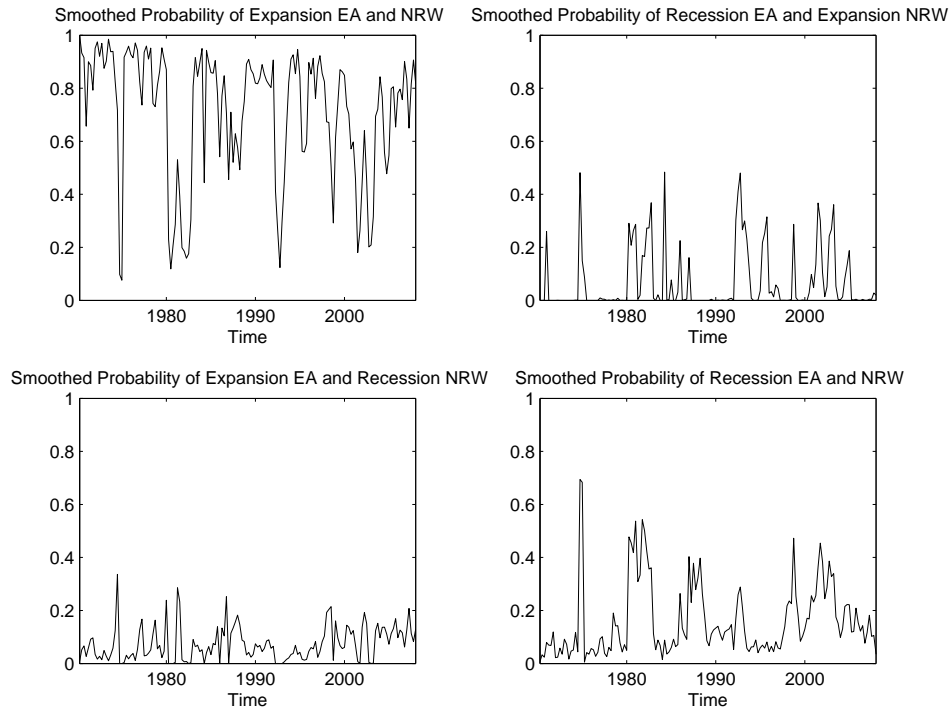 Smoothed Probability of Expansion EA and NRW
1
0.8
0.6
0.4
0.2
0
1980 1990 2000
Time
Smoothed Probability of Recession EA and Expansion NRW
1
0.8
0.6
0.4
0.2
0
1980 1990 2000
Time
Smoothed Probability of Expansion EA and Recession NRW
1
0.8
0.6
0.4
0.2
0
1980 1990 2000
Time
Smoothed Probability of Recession EA and NRW
1
0.8
0.6
0.4
0.2
0
1980 1990 2000
Time